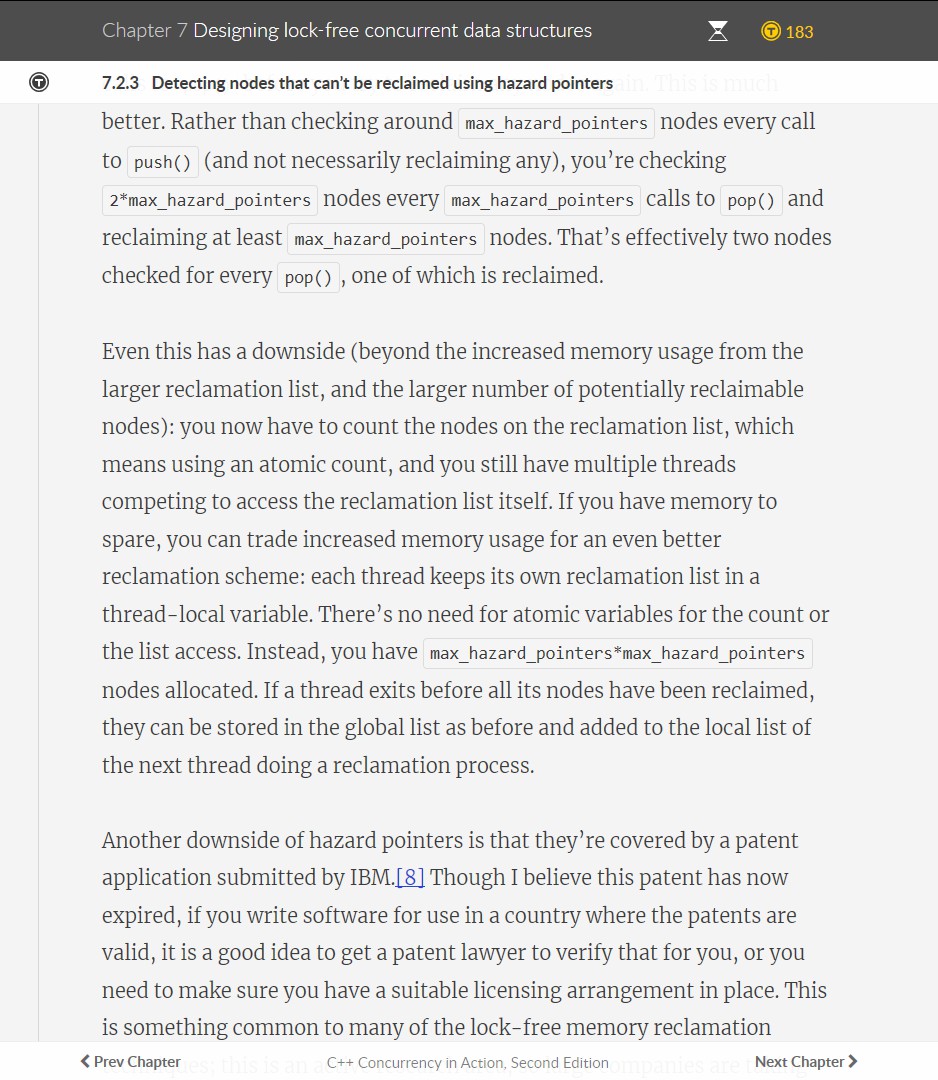 Chapter 7 Designing lock-free concurrent data structures
183
7.2.3 Detecting nodes that can’t be reclaimed using hazard pointers
ain. This is much
better. Rather than checking around max_hazard_pointers nodes every call
to push() (and not necessarily reclaiming any), you’re checking
2*max_hazard_pointers nodes every max_hazard_pointers calls to pop() and
reclaiming at least max_hazard_pointers nodes. That’s effectively two nodes
checked for every pop(), one of which is reclaimed.
Even this has a downside (beyond the increased memory usage from the
larger reclamation list, and the larger number of potentially reclaimable
nodes): you now have to count the nodes on the reclamation list, which
means using an atomic count, and you still have multiple threads
competing to access the reclamation list itself. If you have memory to
spare, you can trade increased memory usage for an even better
reclamation scheme: each thread keeps its own reclamation list in a
thread-local variable. There’s no need for atomic variables for the count or
the list access. Instead, you have max_hazard_pointers*max_hazard_pointers
nodes allocated. If a thread exits before all its nodes have been reclaimed,
they can be stored in the global list as before and added to the local list of
the next thread doing a reclamation process.
Another downside of hazard pointers is that they’re covered by a patent
application submitted by IBM.[8] Though I believe this patent has now
expired, if you write software for use in a country where the patents are
valid, it is a good idea to get a patent lawyer to verify that for you, or you
need to make sure you have a suitable licensing arrangement in place. This
is something common to many of the lock-free memory reclamation
Prev Chapter C++ Concurrency in Action, Second Edition Next Chapter